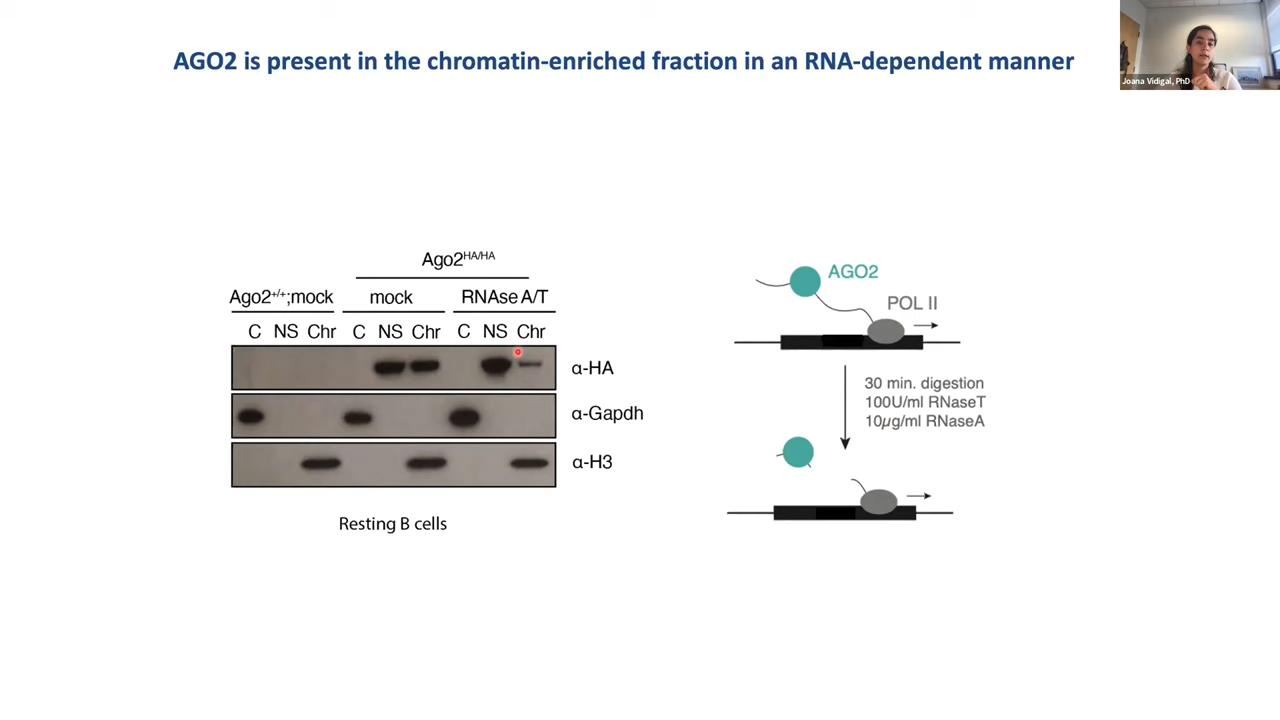 AGO2 is present in the chromatin-enriched fraction in an RNA-dependent manner
Joana Vidigal, PhD
Ago2HA/HA
Ago2+/+;mock mock RNAse A/T
C NS Chr C NS Chr C NS Chr
α-HA
α-Gapdh
α-H3
Resting B cells
AGO2
POL II
30 min. digestion
100U/ml RNaseT
10µg/ml RNaseA